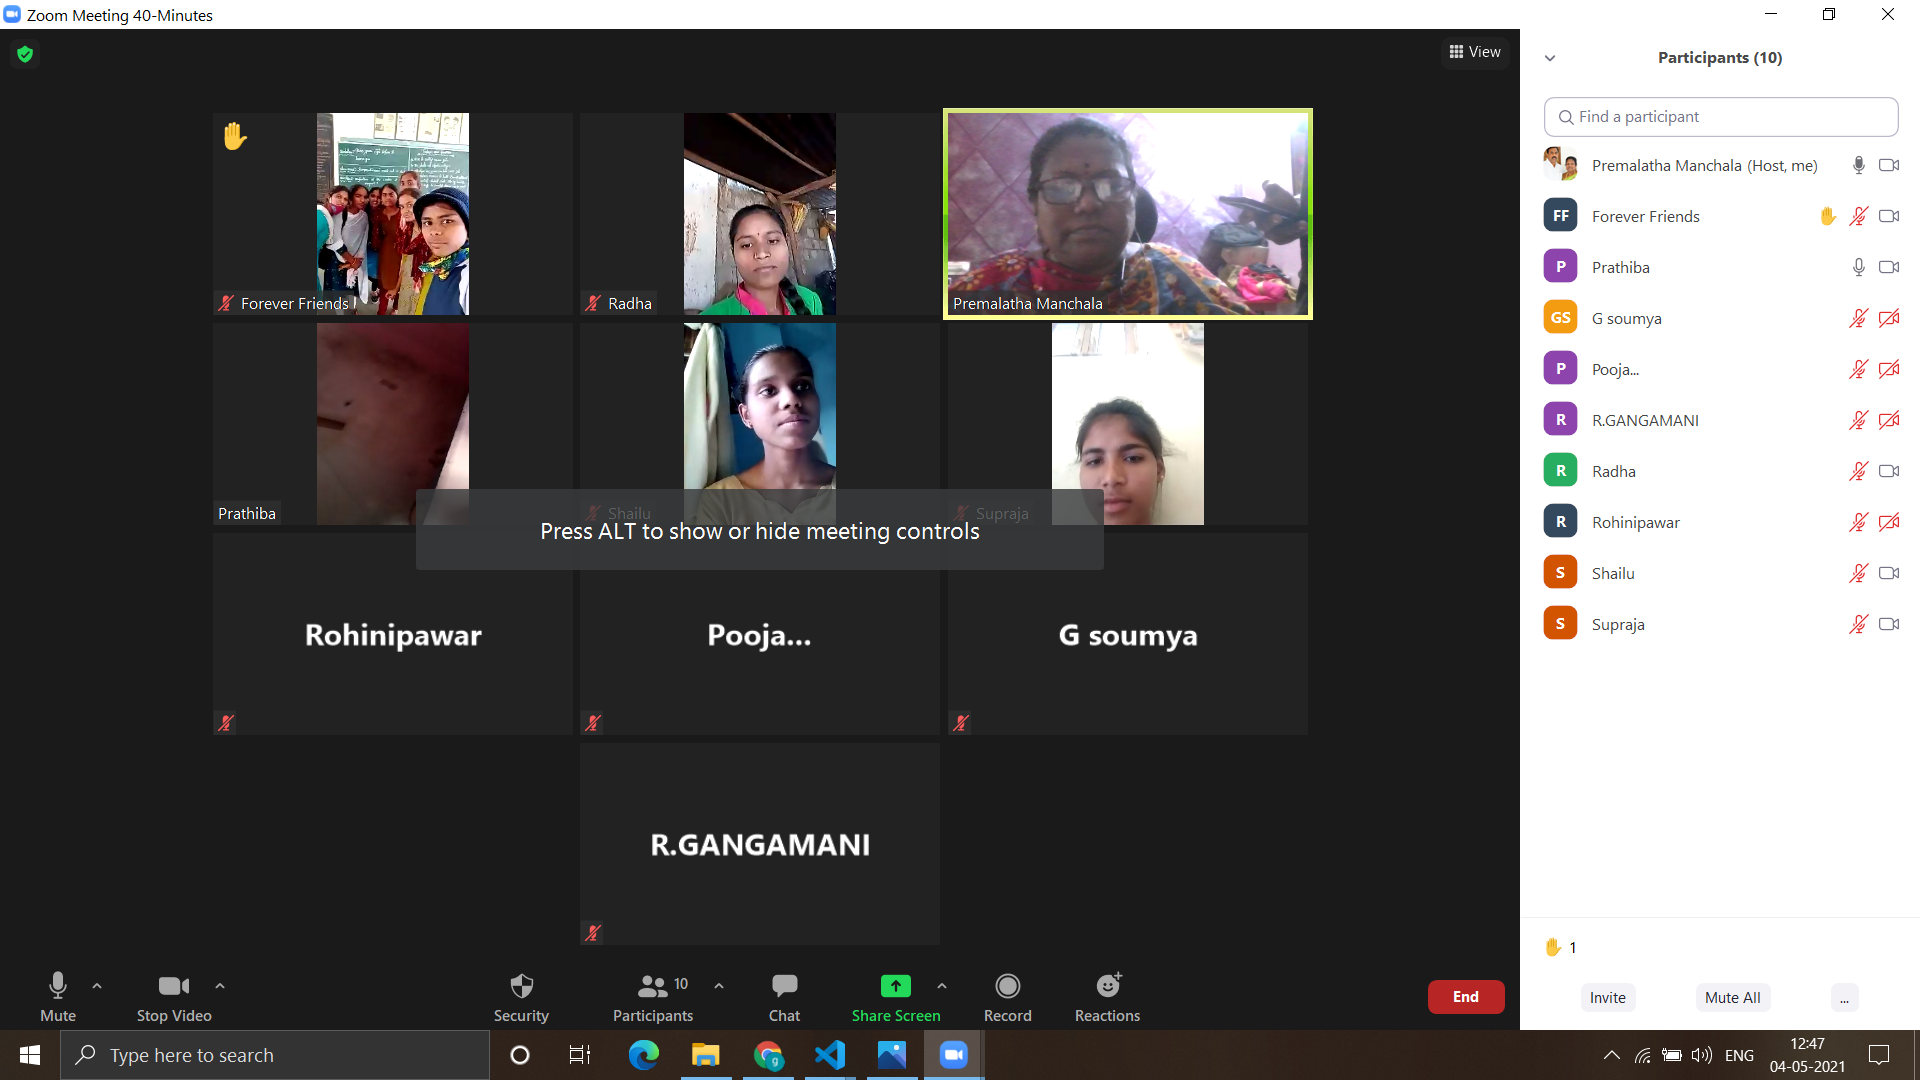 Zoom Meeting 40-Minutes
View
Forever Friends
Radha
Premalatha Manchala
Prathiba
Shailu
Supraja
Press ALT to show or hide meeting controls
Rohinipawar
Pooja...
G soumya
R.GANGAMANI
Participants (10)
Find a participant
Premalatha Manchala (Host, me)
FF Forever Friends
P Prathiba
GS G soumya
P Pooja...
R R.GANGAMANI
R Radha
R Rohinipawar
S Shailu
S Supraja
1
Invite
Mute All
...
Mute
Stop Video
Security
10
Participants
Chat
Share Screen
Record
Reactions
End
Type here to search
ENG
12:47
04-05-2021